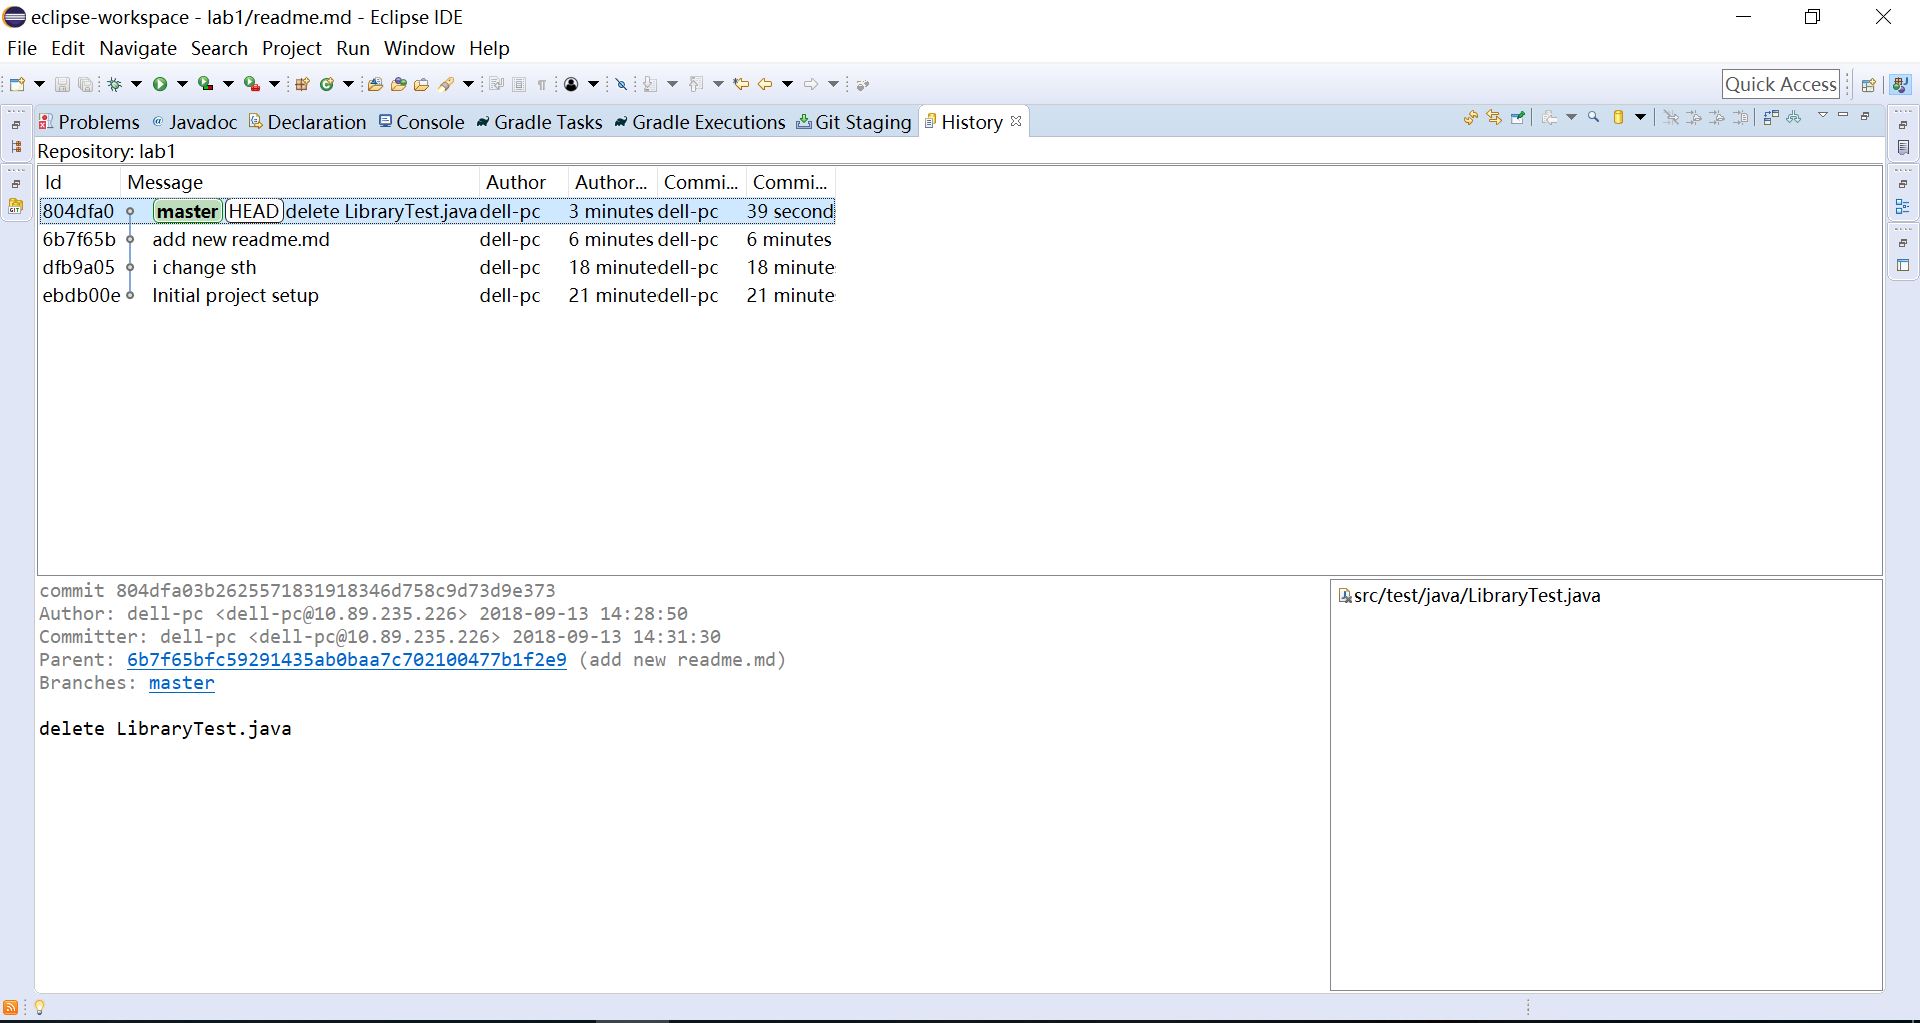 eclipse-workspace - lab1/readme.md - Eclipse IDE
File Edit Navigate Search Project Run Window Help
Quick Access
Problems @ Javadoc Declaration Console Gradle Tasks Gradle Executions Git Staging History
Repository: lab1
Id Message Author Author... Commi... Commi...
804dfa0 master HEAD delete LibraryTest.java dell-pc 3 minutes dell-pc 39 second
6b7f65b add new readme.md dell-pc 6 minutes dell-pc 6 minutes
dfb9a05 i change sth dell-pc 18 minute dell-pc 18 minute
ebdb00e Initial project setup dell-pc 21 minute dell-pc 21 minute
commit 804dfa03b2625571831918346d758c9d73d9e373
Author: dell-pc <dell-pc@10.89.235.226> 2018-09-13 14:28:50
Committer: dell-pc <dell-pc@10.89.235.226> 2018-09-13 14:31:30
Parent: 6b7f65bfc59291435ab0baa7c702100477b1f2e9 (add new readme.md)
Branches: master
delete LibraryTest.java
src/test/java/LibraryTest.java